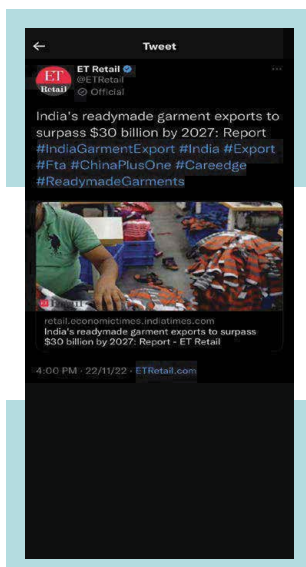 Tweet
ET Retail
@ETRetail
Official
ET
Retail
India's readymade garment exports to
surpass $30 billion by 2027: Report
#IndiaGarmentExport #India #Export
#Fta #ChinaPlusOne #Careedge
#ReadymadeGarments
retail.economictimes.indiatimes.com
India's readymade garment exports to surpass
$30 billion by 2027: Report - ET Retail
4:00 PM · 22/11/22 · ETRetail.com